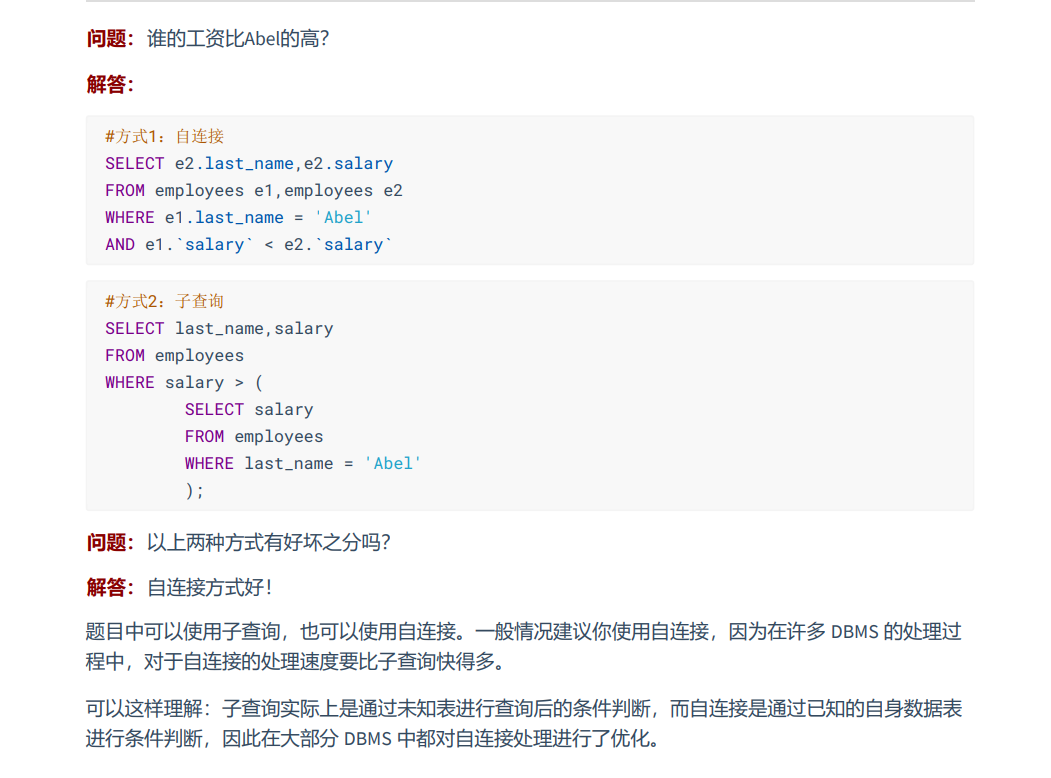 问题：谁的工资比Abel的高？
解答：
#方式1：自连接
SELECT e2.last_name,e2.salary
FROM employees e1,employees e2
WHERE e1.last_name = 'Abel'
AND e1.`salary` < e2.`salary`
#方式2：子查询
SELECT last_name,salary
FROM employees
WHERE salary > (
        SELECT salary
        FROM employees
        WHERE last_name = 'Abel'
        );
问题：以上两种方式有好坏之分吗？
解答：自连接方式好！
题目中可以使用子查询，也可以使用自连接。一般情况建议你使用自连接，因为在许多 DBMS 的处理过
程中，对于自连接的处理速度要比子查询快得多。
可以这样理解：子查询实际上是通过未知表进行查询后的条件判断，而自连接是通过已知的自身数据表
进行条件判断，因此在大部分 DBMS 中都对自连接处理进行了优化。